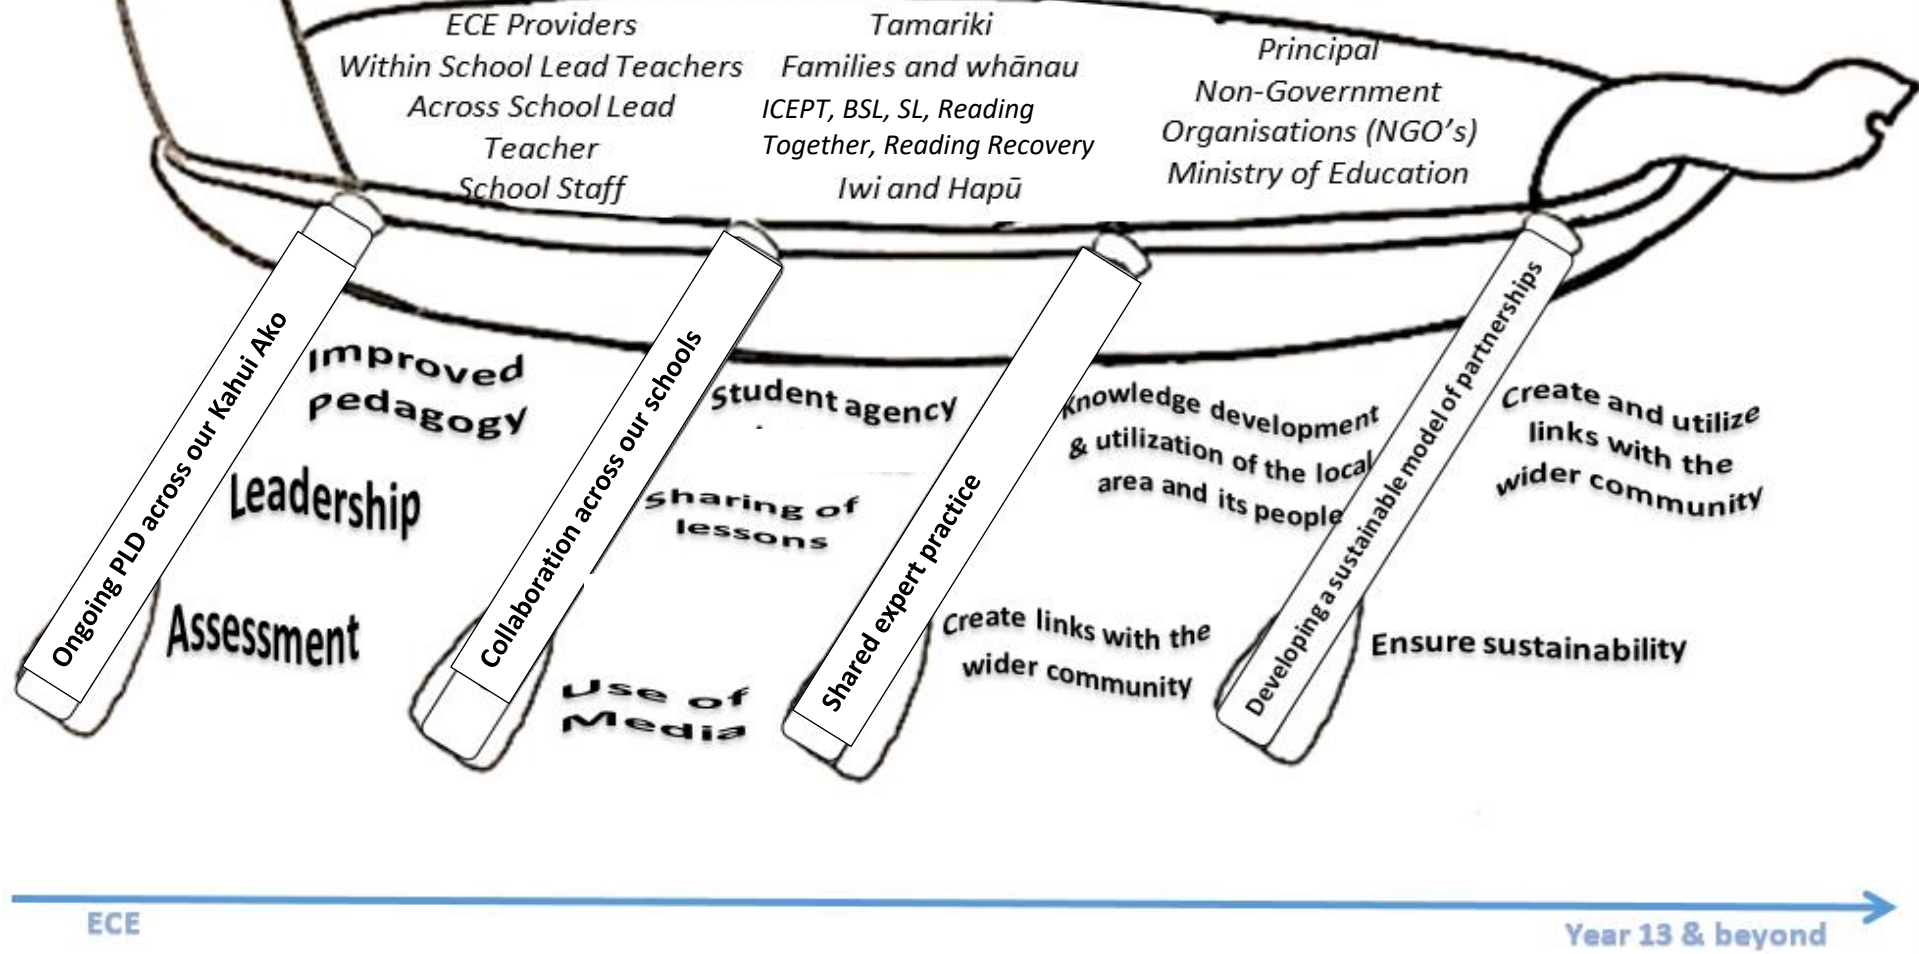 ECE Providers
Within School Lead Teachers
Across School Lead
Teacher
School Staff
Tamariki
Families and whānau
ICEPT, BSL, SL, Reading
Together, Reading Recovery
Iwi and Hapū
Principal
Non-Government
Organisations (NGO's)
Ministry of Education
Ongoing PLD across our Kahui Ako
Improved
pedagogy
Leadership
Assessment
Collaboration across our schools
Student agency
Sharing of
lessons
Use of
Media
Shared expert practice
Knowledge development
& utilization of the local
area and its people
Create links with the
wider community
Developing a sustainable model of partnerships
Create and utilize
links with the
wider community
Ensure sustainability
ECE
Year 13 & beyond